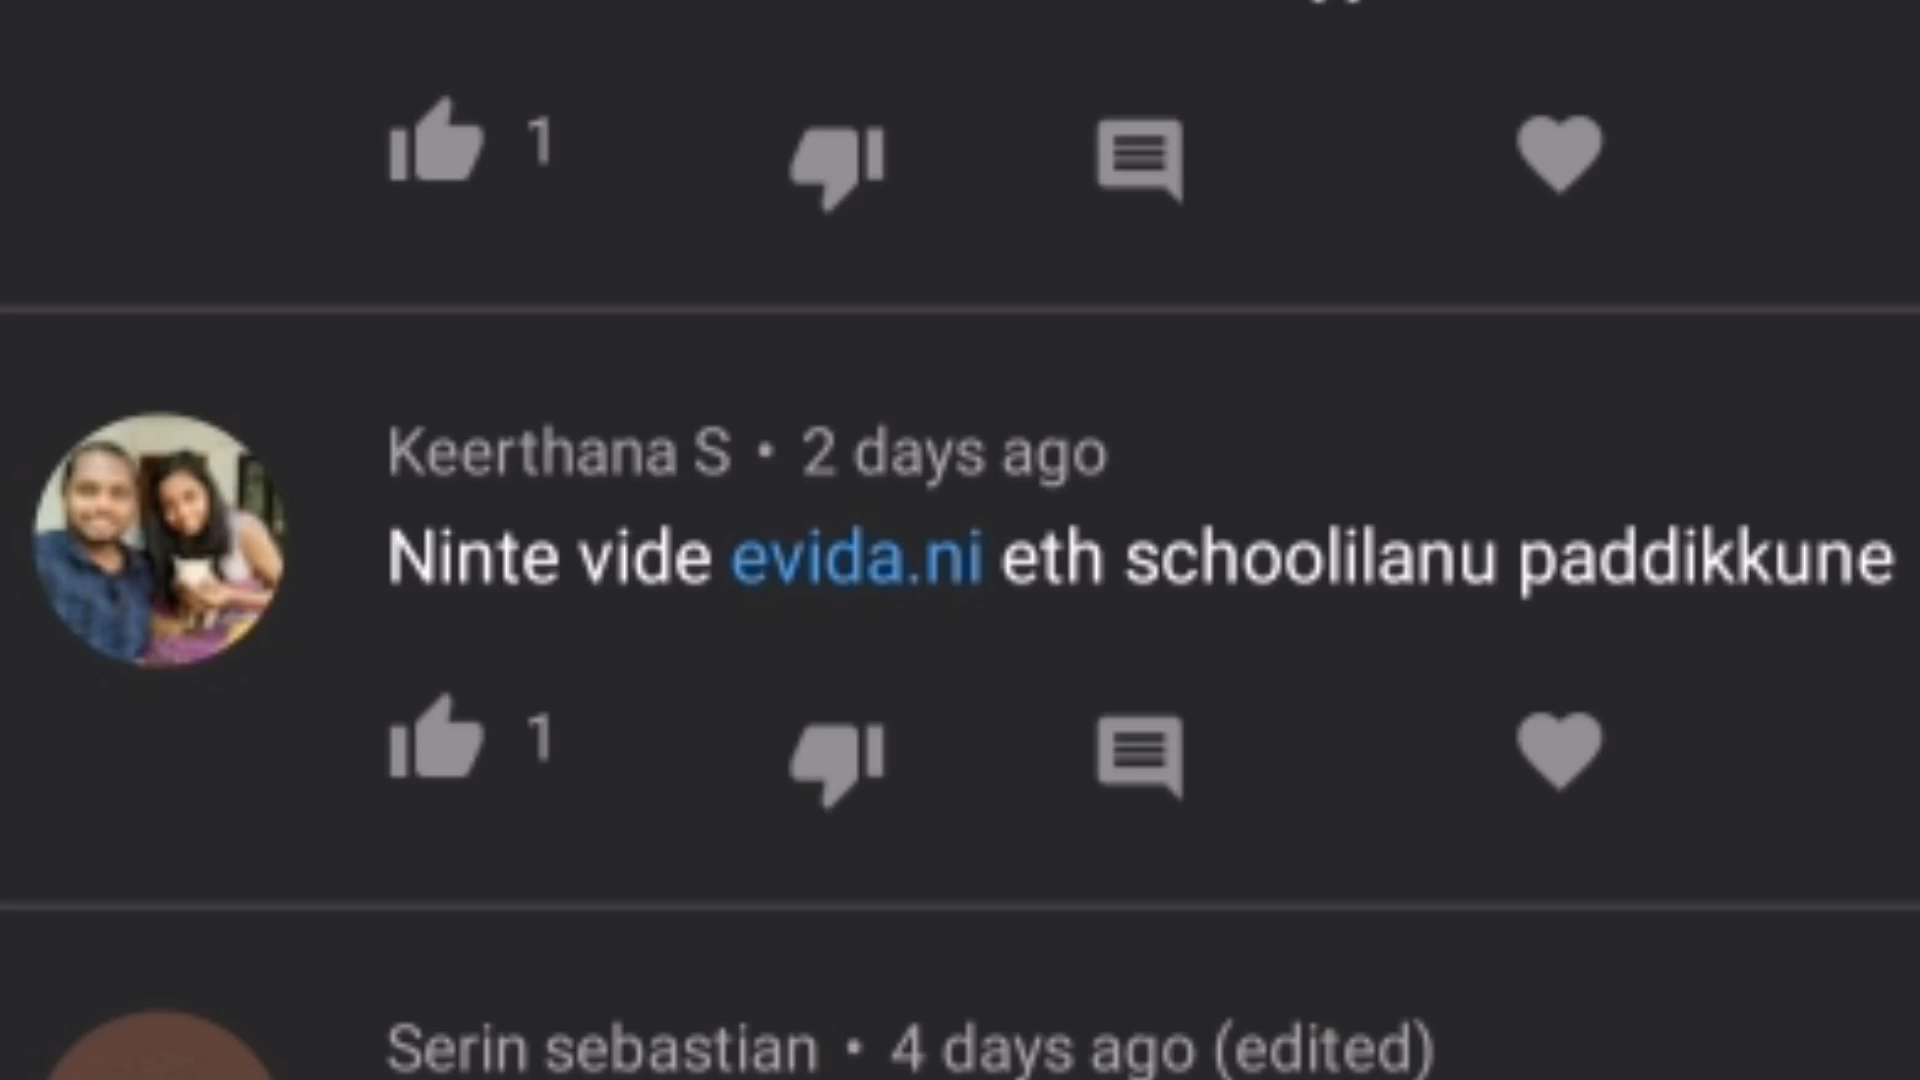 1
Keerthana S • 2 days ago
Ninte vide evida.ni eth schoolilanu paddikkune
1
Serin sebastian • 4 days ago (edited)